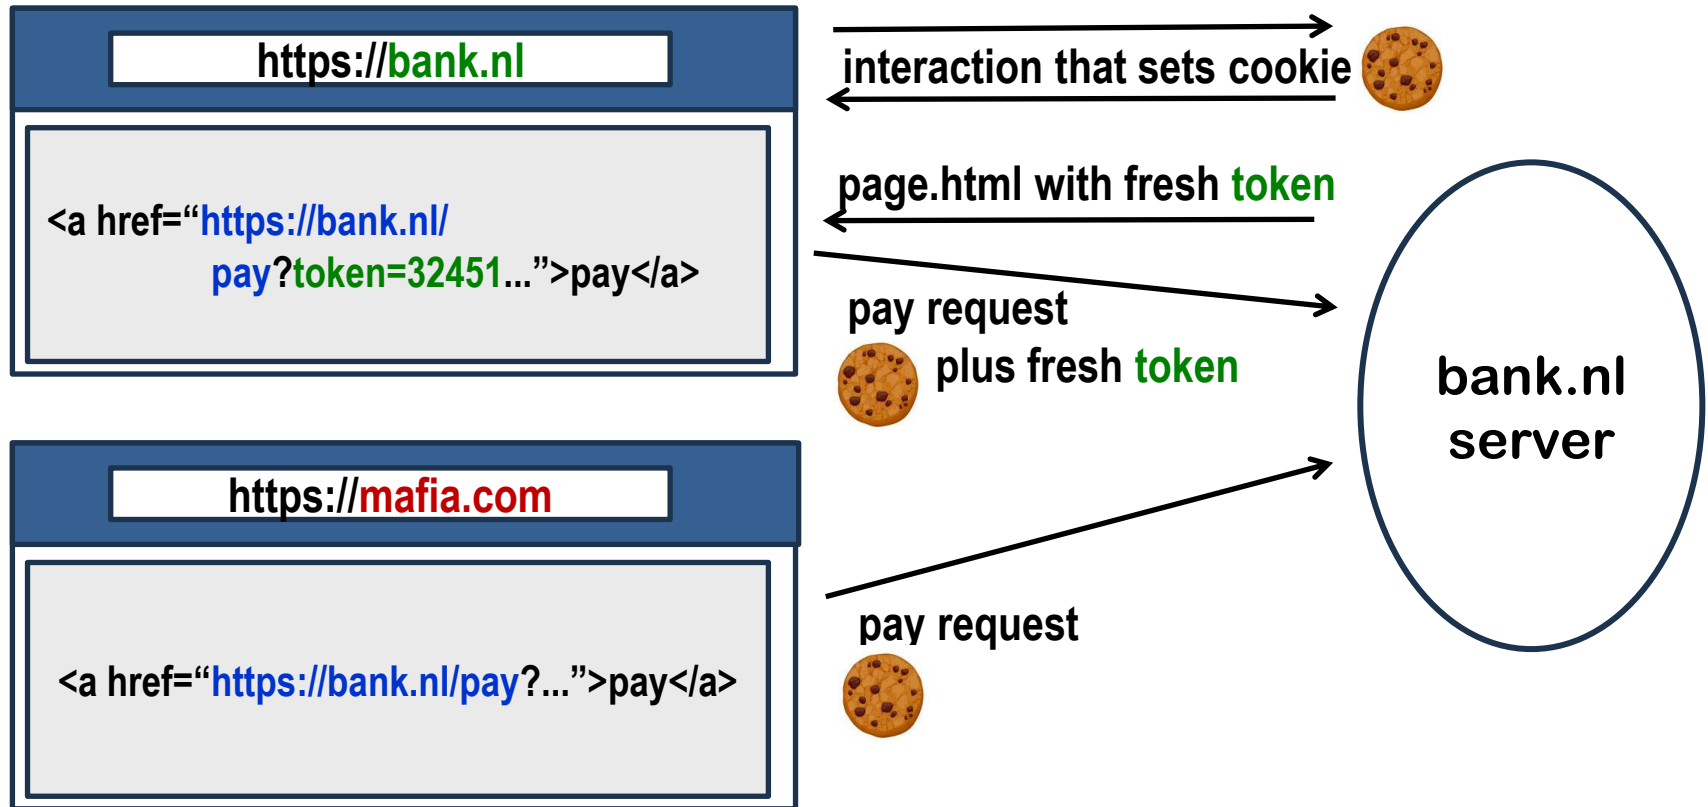 https://bank.nl
interaction that sets cookie
page.html with fresh token
<a href=“https://bank.nl/
pay?token=32451...”>pay</a>
pay request
plus fresh token
bank.nl
server
https://mafia.com
pay request
<a href=“https://bank.nl/pay?...”>pay</a>